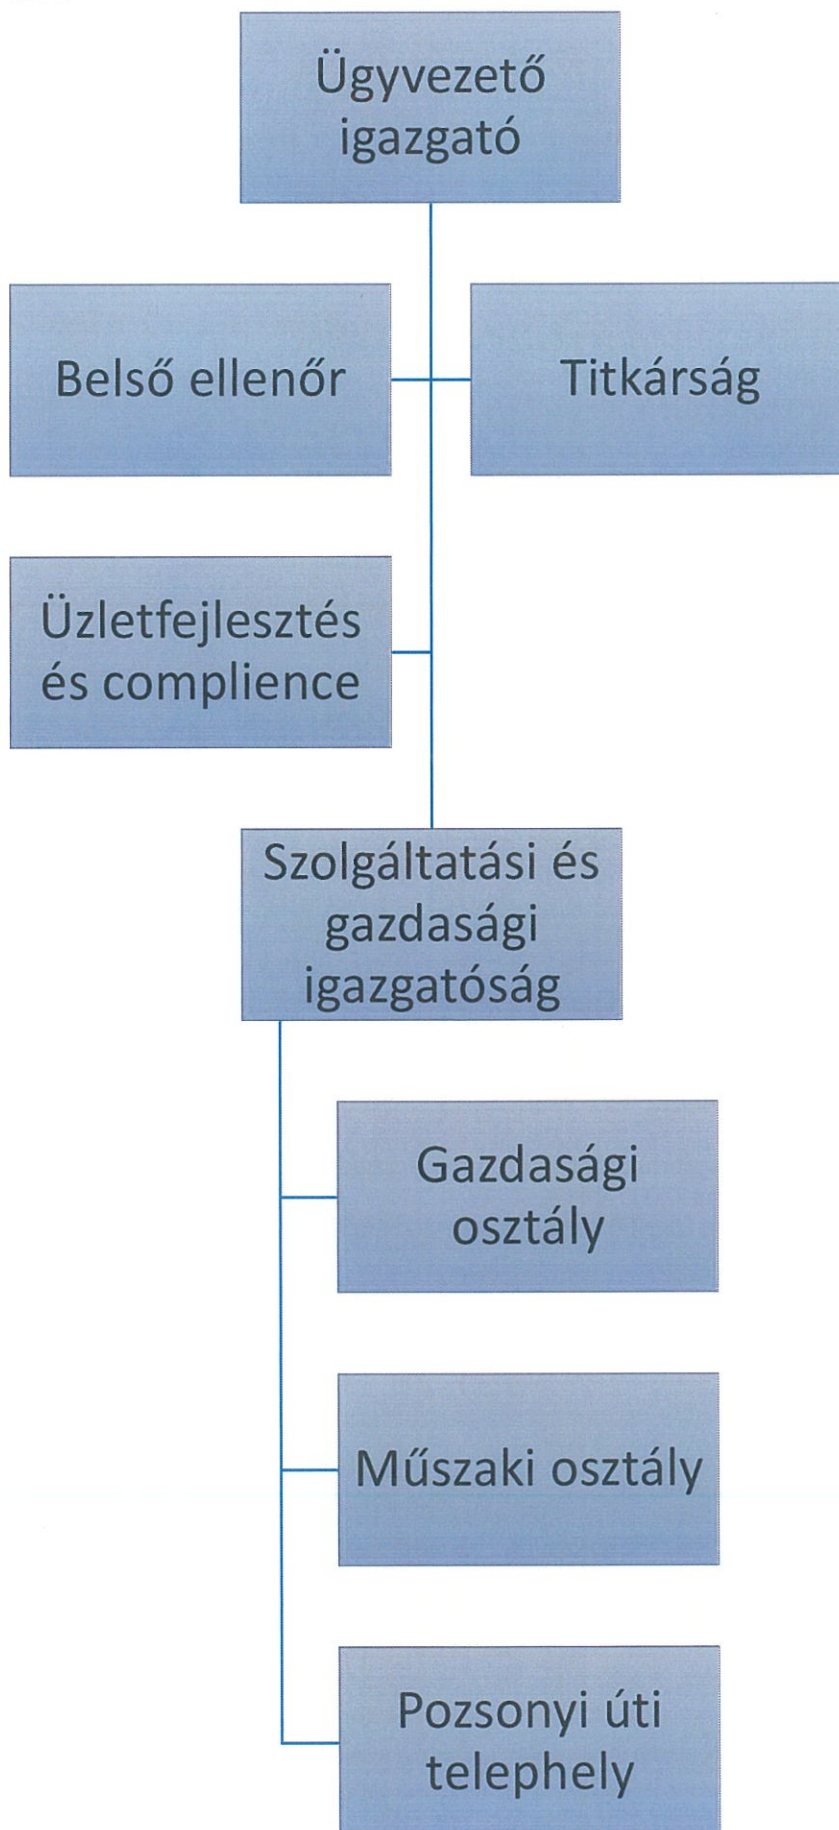 Ügyvezető
igazgató
Belső ellenőr
Titkárság
Üzletfejlesztés
és complience
Szolgáltatási és
gazdasági
igazgatóság
Gazdasági
osztály
Műszaki osztály
Pozsonyi úti
telephely